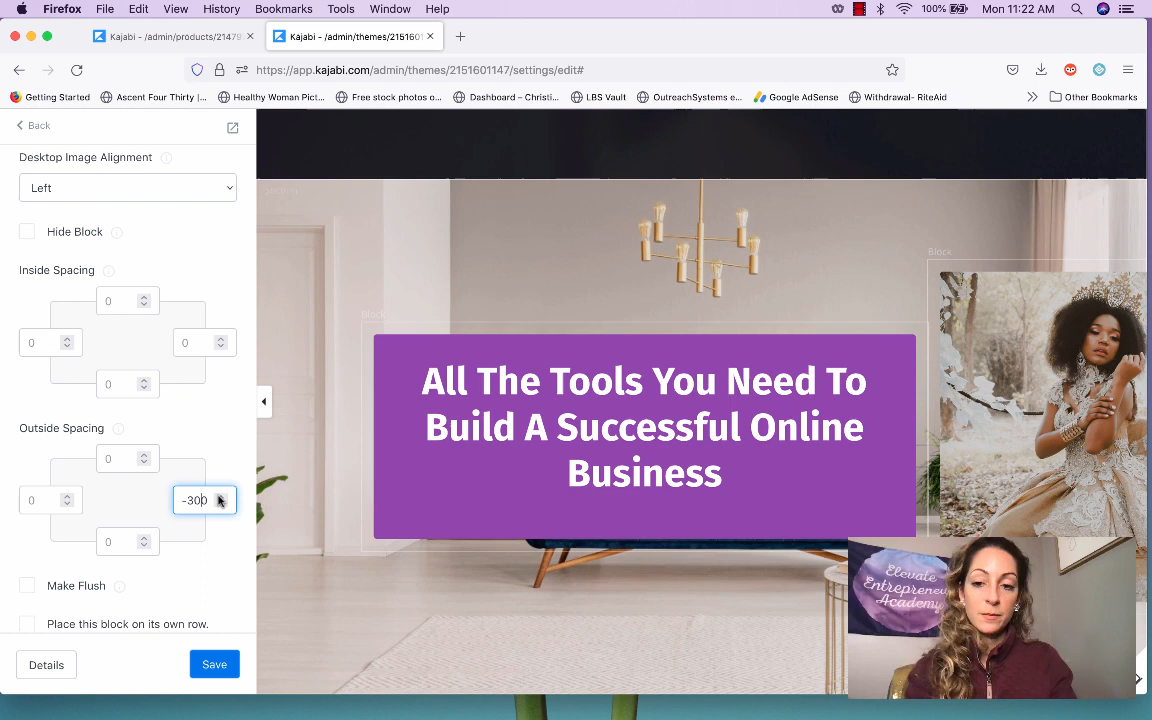 Firefox File Edit View History Bookmarks Tools Window Help
100% Mon 11:22 AM
Kajabi - /admin/products/21479
Kajabi - /admin/themes/2151601
https://app.kajabi.com/admin/themes/2151601147/settings/edit#
Getting Started
Ascent Four Thirty |...
Healthy Woman Pict...
Free stock photos o...
Dashboard – Christi...
LBS Vault
OutreachSystems e...
Google AdSense
Withdrawal- RiteAid
Other Bookmarks
Back
Desktop Image Alignment
Left
Hide Block
Inside Spacing
0
0
0
0
Outside Spacing
0
0
-300
0
Make Flush
Place this block on its own row.
Details
Save
Block
Block
All The Tools You Need To
Build A Successful Online
Business
Elevate
Entrepreneur
Academy